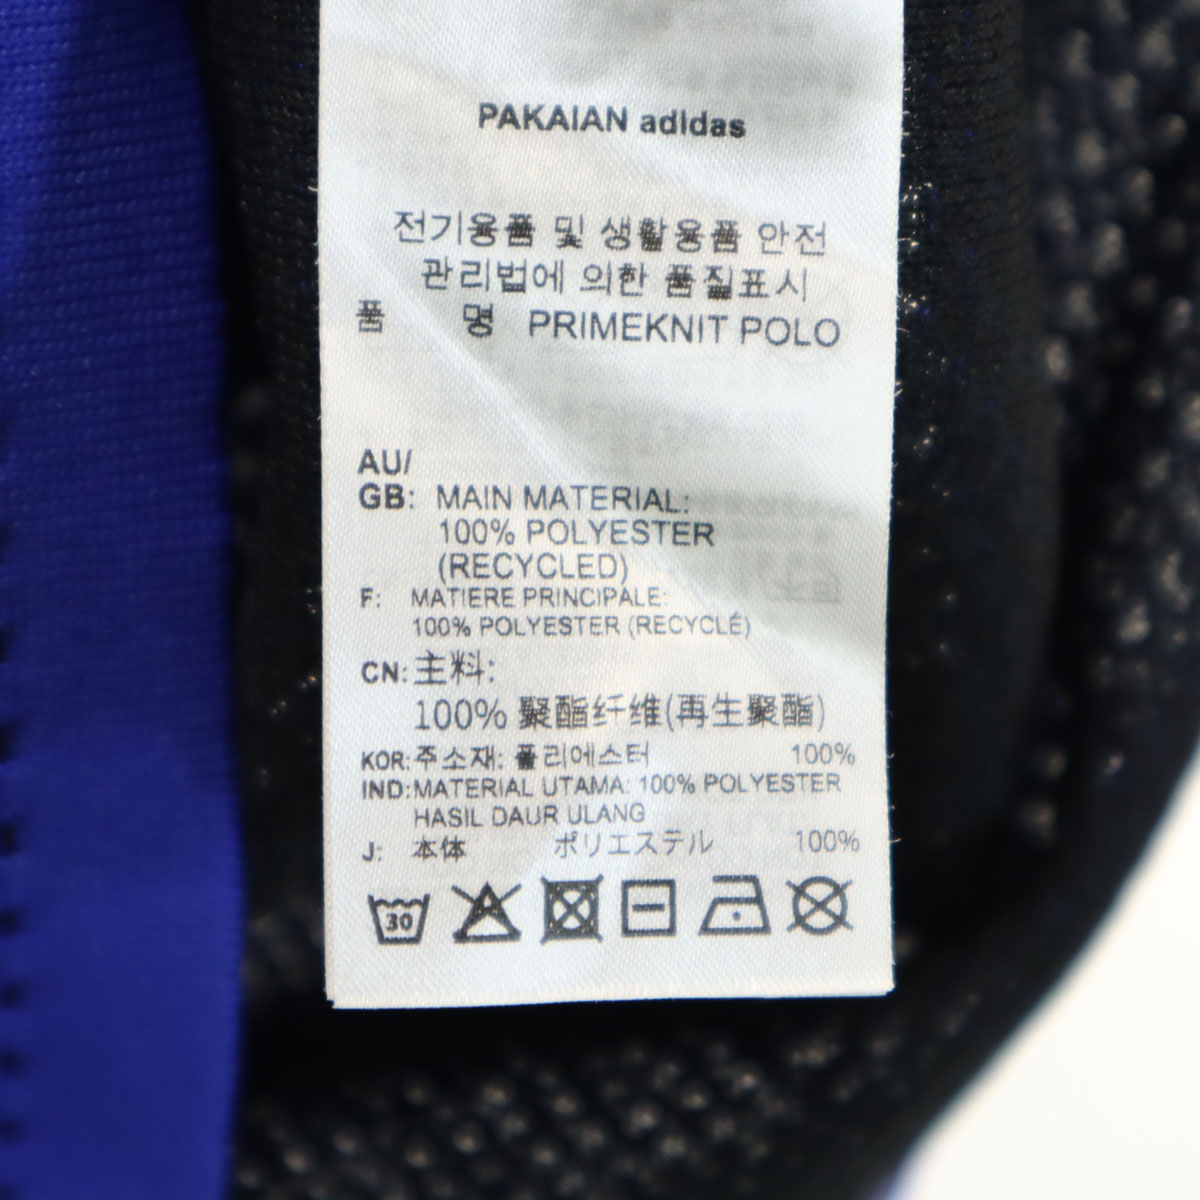 PAKAIAN adidas
전기용품 및 생활용품 안전
관리법에 의한 품질표시
품 명 PRIMEKNIT POLO
AU/
GB: MAIN MATERIAL:
100% POLYESTER
(RECYCLED)
F: MATIERE PRINCIPALE:
100% POLYESTER (RECYCLÉ)
CN: 主料:
100% 聚酯纤维(再生聚酯)
KOR: 주소재: 폴리에스터 100%
IND: MATERIAL UTAMA: 100% POLYESTER
HASIL DAUR ULANG
J: 本体 ポリエステル 100%
30